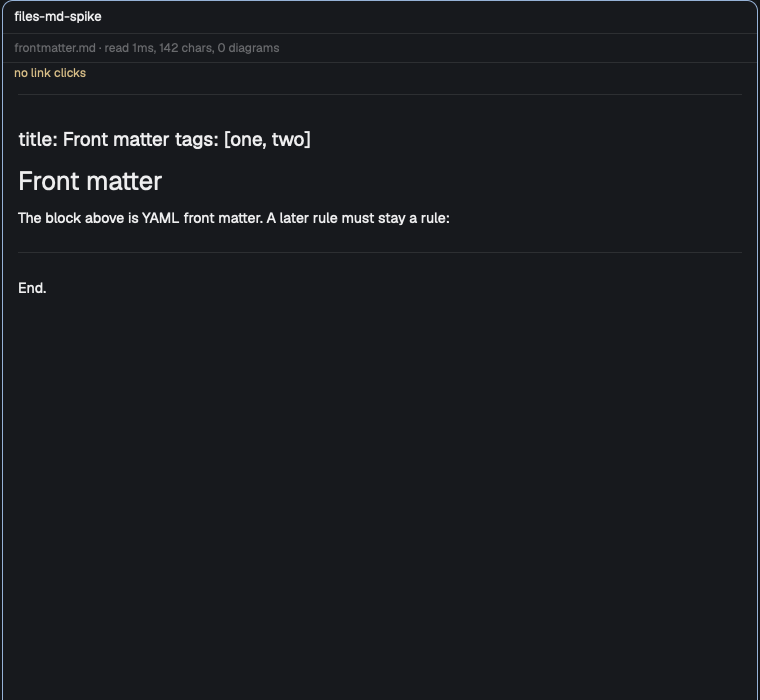 files-md-spike
frontmatter.md · read 1ms, 142 chars, 0 diagrams
no link clicks
title: Front matter tags: [one, two]
Front matter
The block above is YAML front matter. A later rule must stay a rule:
End.